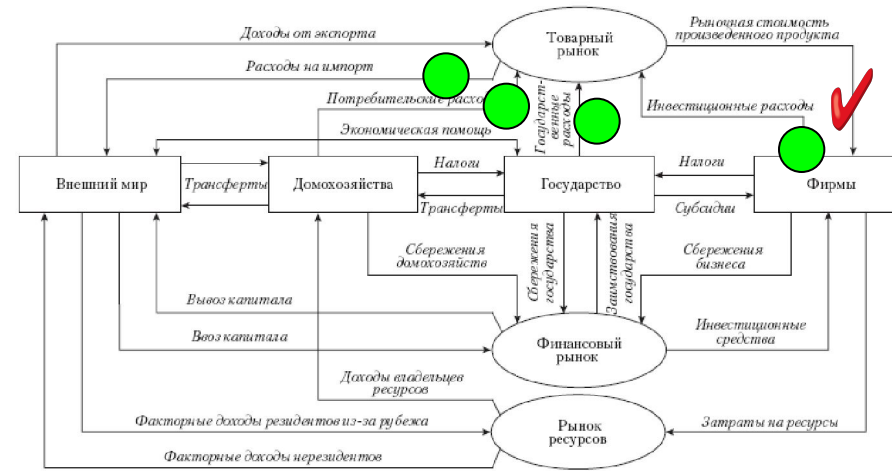 Доходы от экспорта
Товарный
рынок
Рыночная стоимость
произведенного продукта
Расходы на импорт
Потребительские
Государст-
венные
расходы
Инвестиционные расходы
Экономическая помощь
Внешний мир
Трансферты
Домохозяйства
Налоги
Трансферты
Государство
Налоги
Субсидии
Фирмы
Сбережения
домохозяйств
Сбережения
государства
Заимствования
государства
Сбережения
бизнеса
Вывоз капитала
Ввоз капитала
Финансовый
рынок
Инвестиционные
средства
Доходы владельцев
ресурсов
Факторные доходы резидентов из-за рубежа
Рынок
ресурсов
Затраты на ресурсы
Факторные доходы нерезидентов